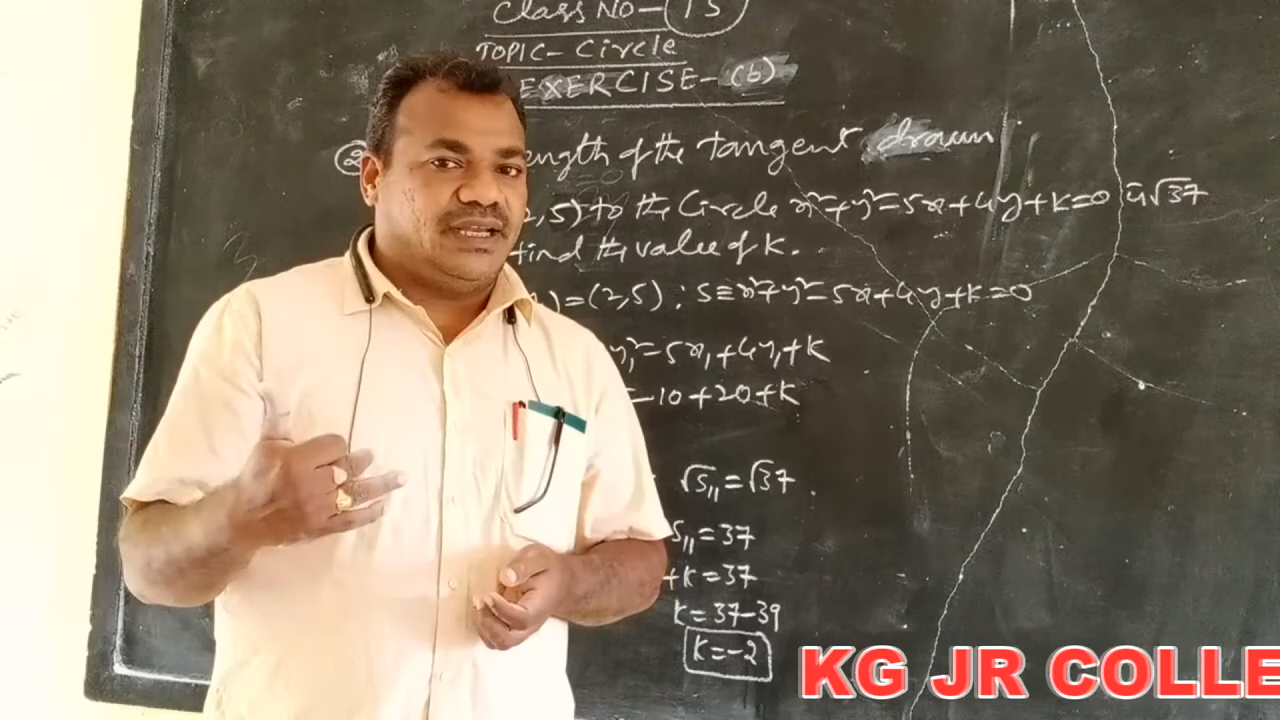 Class No - 15
TOPIC - Circle
EXERCISE - (b)
② ength of the tangent drawn
2,5) to the Circle x²+y²-5x+4y+k=0 is √37
find the value of k.
)=(2,5) ; S≡x²+y²-5x+4y+k=0
y₁²-5x₁+4y₁+k
-10+20+k
√S₁₁=√37
S₁₁=37
+k=37
k=37-39
k=-2
KG JR COLLE